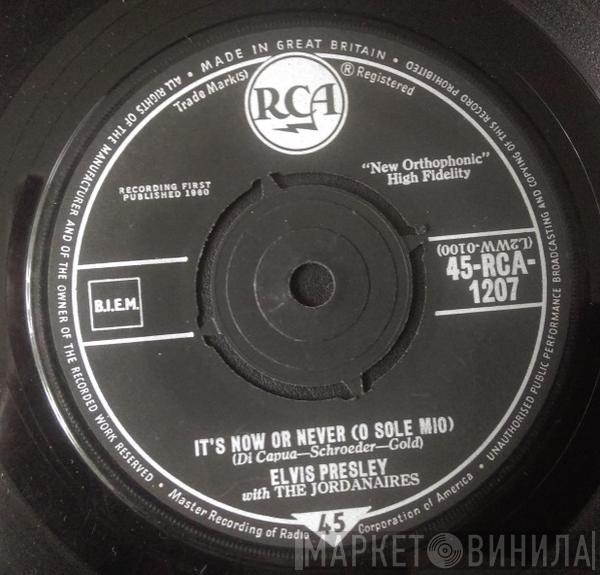 ALL RIGHTS OF THE MANUFACTURER AND OF THE OWNER OF THE RECORDED WORK RESERVED • MADE IN GREAT BRITAIN • UNAUTHORISED PUBLIC PERFORMANCE BROADCASTING AND COPYING OF THIS RECORD PROHIBITED
Trade Mark(s)
® Registered
RCA
"New Orthophonic"
High Fidelity
RECORDING FIRST
PUBLISHED 1960
(L2WW-0100)
45-RCA-
1207
B.I.E.M.
IT'S NOW OR NEVER (O SOLE MIO)
(Di Capua—Schroeder—Gold)
ELVIS PRESLEY
with THE JORDANAIRES
45
Master Recording of Radio Corporation of America •
МАРКЕТ ВИНИЛА